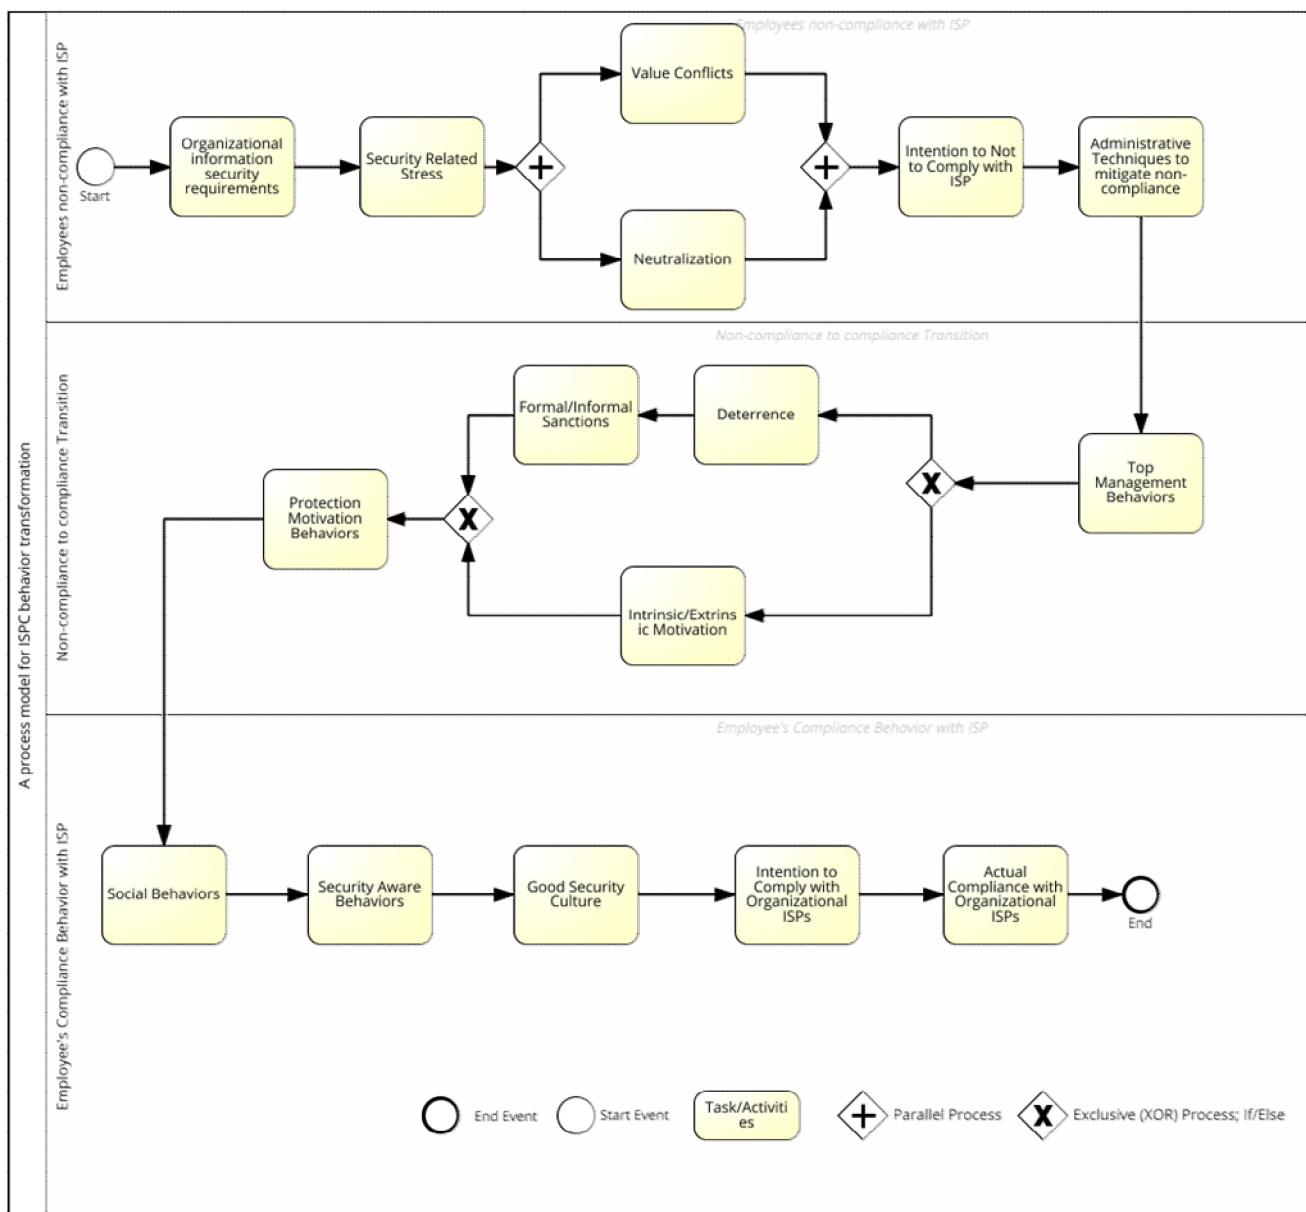 A process model for ISPC behavior transformation
Employees non-compliance with ISP
Employees non-compliance with ISP
Start
Organizational
information
security
requirements
Security Related
Stress
Value Conflicts
Neutralization
Intention to Not
to Comply with
ISP
Administrative
Techniques to
mitigate non-
compliance
Non-compliance to compliance Transition
Non-compliance to compliance Transition
Top
Management
Behaviors
Deterrence
Formal/Informal
Sanctions
Intrinsic/Extrins
ic Motivation
Protection
Motivation
Behaviors
Employee's Compliance Behavior with ISP
Employee's Compliance Behavior with ISP
Social Behaviors
Security Aware
Behaviors
Good Security
Culture
Intention to
Comply with
Organizational
ISPs
Actual
Compliance with
Organizational
ISPs
End
End Event
Start Event
Task/Activiti
es
Parallel Process
Exclusive (XOR) Process; If/Else